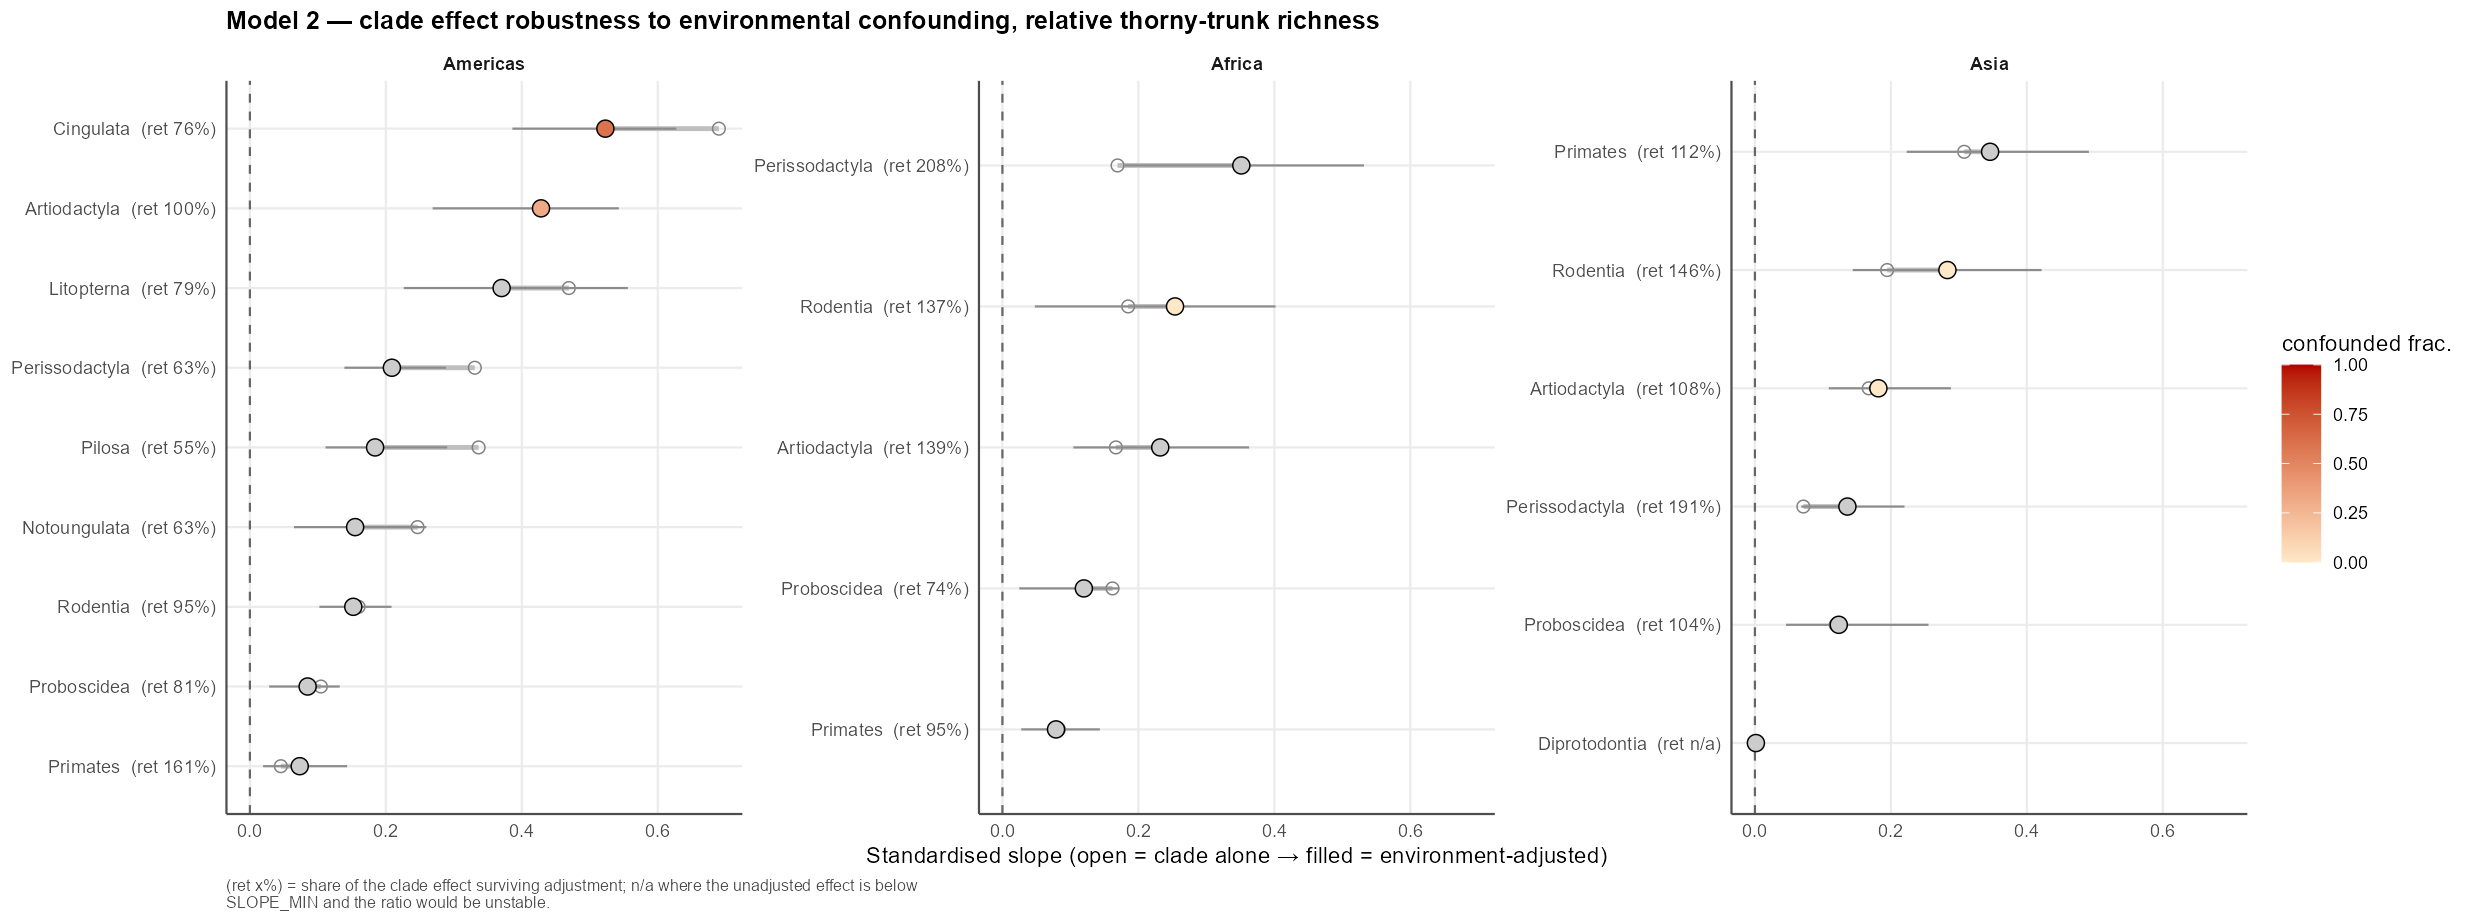 Model 2 — clade effect robustness to environmental confounding, relative thorny-trunk richness
Americas
Cingulata (ret 76%)
Artiodactyla (ret 100%)
Litopterna (ret 79%)
Perissodactyla (ret 63%)
Pilosa (ret 55%)
Notoungulata (ret 63%)
Rodentia (ret 95%)
Proboscidea (ret 81%)
Primates (ret 161%)
0.0 0.2 0.4 0.6
Africa
Perissodactyla (ret 208%)
Rodentia (ret 137%)
Artiodactyla (ret 139%)
Proboscidea (ret 74%)
Primates (ret 95%)
0.0 0.2 0.4 0.6
Asia
Primates (ret 112%)
Rodentia (ret 146%)
Artiodactyla (ret 108%)
Perissodactyla (ret 191%)
Proboscidea (ret 104%)
Diprotodontia (ret n/a)
0.0 0.2 0.4 0.6
confounded frac.
1.00
0.75
0.50
0.25
0.00
Standardised slope (open = clade alone → filled = environment-adjusted)
(ret x%) = share of the clade effect surviving adjustment; n/a where the unadjusted effect is below
SLOPE_MIN and the ratio would be unstable.